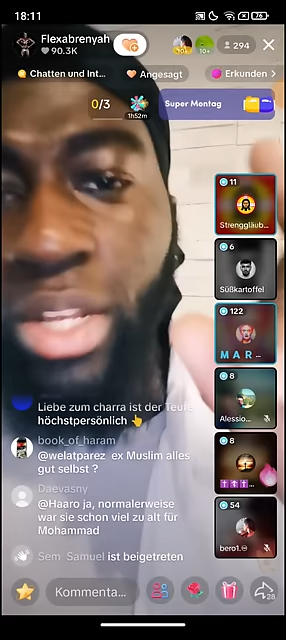 18:11
76
Flexabrenyah
90.3K
10+
294
Chatten und Int...
Angesagt
Erkunden >
0/3
1h52m
Super Montag
11
Strenggläub...
6
Süßkartoffel
122
M A R ...
8
Alessio...
8
54
bero1.
Liebe zum charra ist der Teufe
höchstpersönlich
book_of_haram
@welatparez ex Muslim alles
gut selbst ?
Daevasny
@Haaro ja, normalerweise
war sie schon viel zu alt für
Mohammad
Sem Samuel ist beigetreten
Kommenta...
28